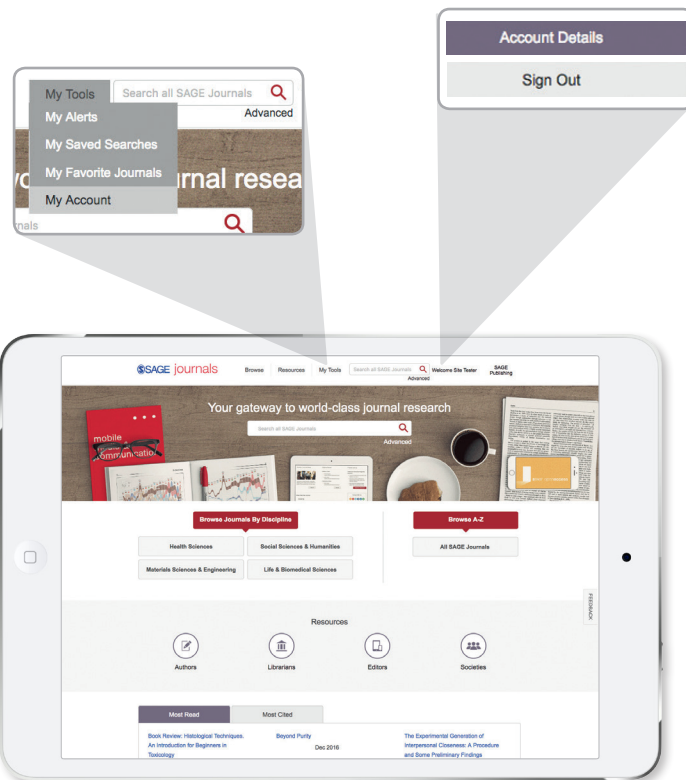 Account Details
Sign Out
My Tools
Search all SAGE Journals
Advanced
My Alerts
My Saved Searches
My Favorite Journals
My Account
rnal resea
nals
SAGE journals
Browse
Resources
My Tools
Search all SAGE Journals
Advanced
Welcome Site Tester
SAGE
Publishing
Your gateway to world-class journal research
Search all SAGE Journals
Advanced
mobile
communication
Browse Journals By Discipline
Browse A-Z
Health Sciences
Social Sciences & Humanities
All SAGE Journals
Materials Sciences & Engineering
Life & Biomedical Sciences
FEEDBACK
Resources
Authors
Librarians
Editors
Societies
Most Read
Most Cited
Book Review: Histological Techniques.
An Introduction for Beginners in
Toxicology
Beyond Purity
Dec 2016
The Experimental Generation of
Interpersonal Closeness: A Procedure
and Some Preliminary Findings